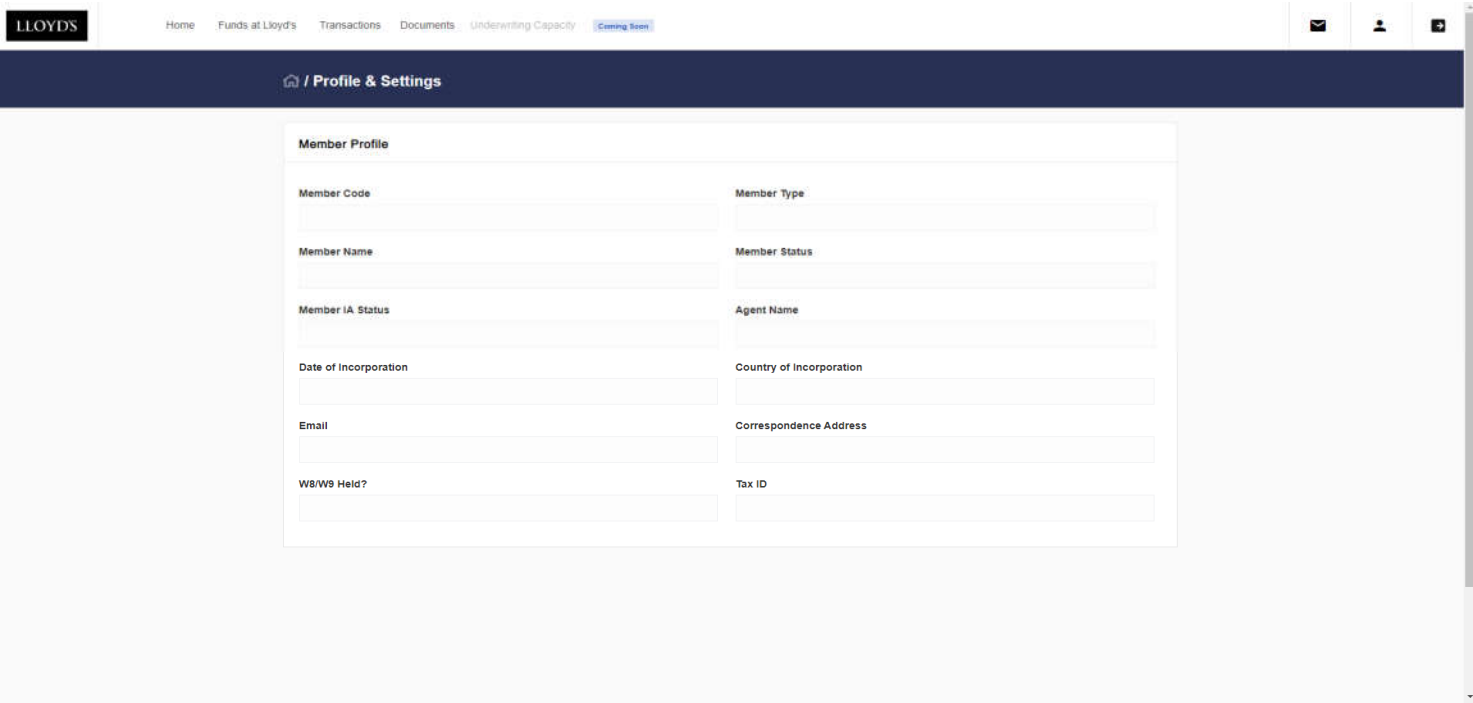 LLOYD'S
Home Funds at Lloyd's Transactions Documents Underwriting Capacity Coming Soon
/ Profile & Settings
Member Profile
Member Code Member Type
Member Name Member Status
Member IA Status Agent Name
Date of Incorporation Country of Incorporation
Email Correspondence Address
W8/W9 Held? Tax ID